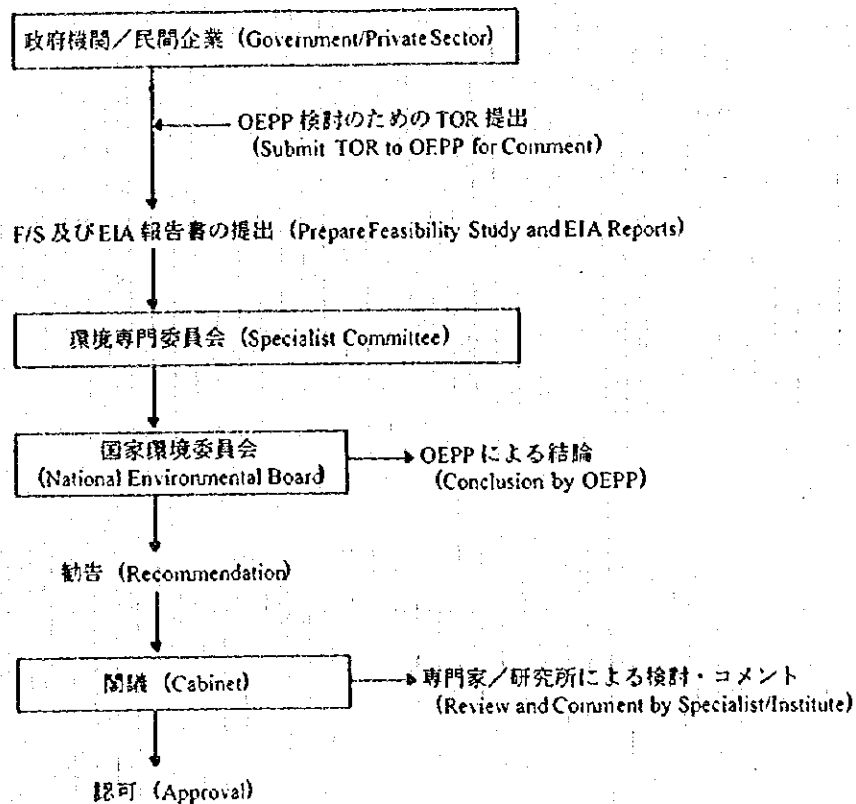 政府機関／民間企業 (Government/Private Sector)
OEPP 検討のための TOR 提出
(Submit TOR to OEPP for Comment)
F/S 及び EIA 報告書の提出 (Prepare Feasibility Study and EIA Reports)
環境専門委員会 (Specialist Committee)
国家環境委員会
(National Environmental Board)
OEPP による結論
(Conclusion by OEPP)
勧告 (Recommendation)
閣議 (Cabinet)
専門家／研究所による検討・コメント
(Review and Comment by Specialist/Institute)
認可 (Approval)